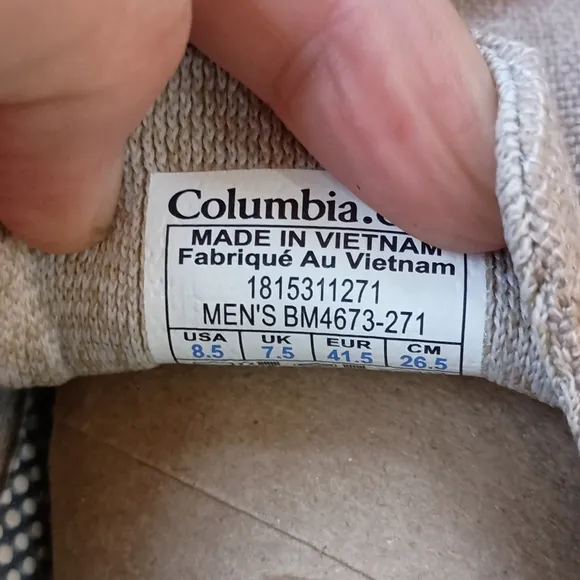 Columbia.
MADE IN VIETNAM
Fabriqué Au Vietnam
1815311271
MEN'S BM4673-271
USA UK EUR CM
8.5 7.5 41.5 26.5